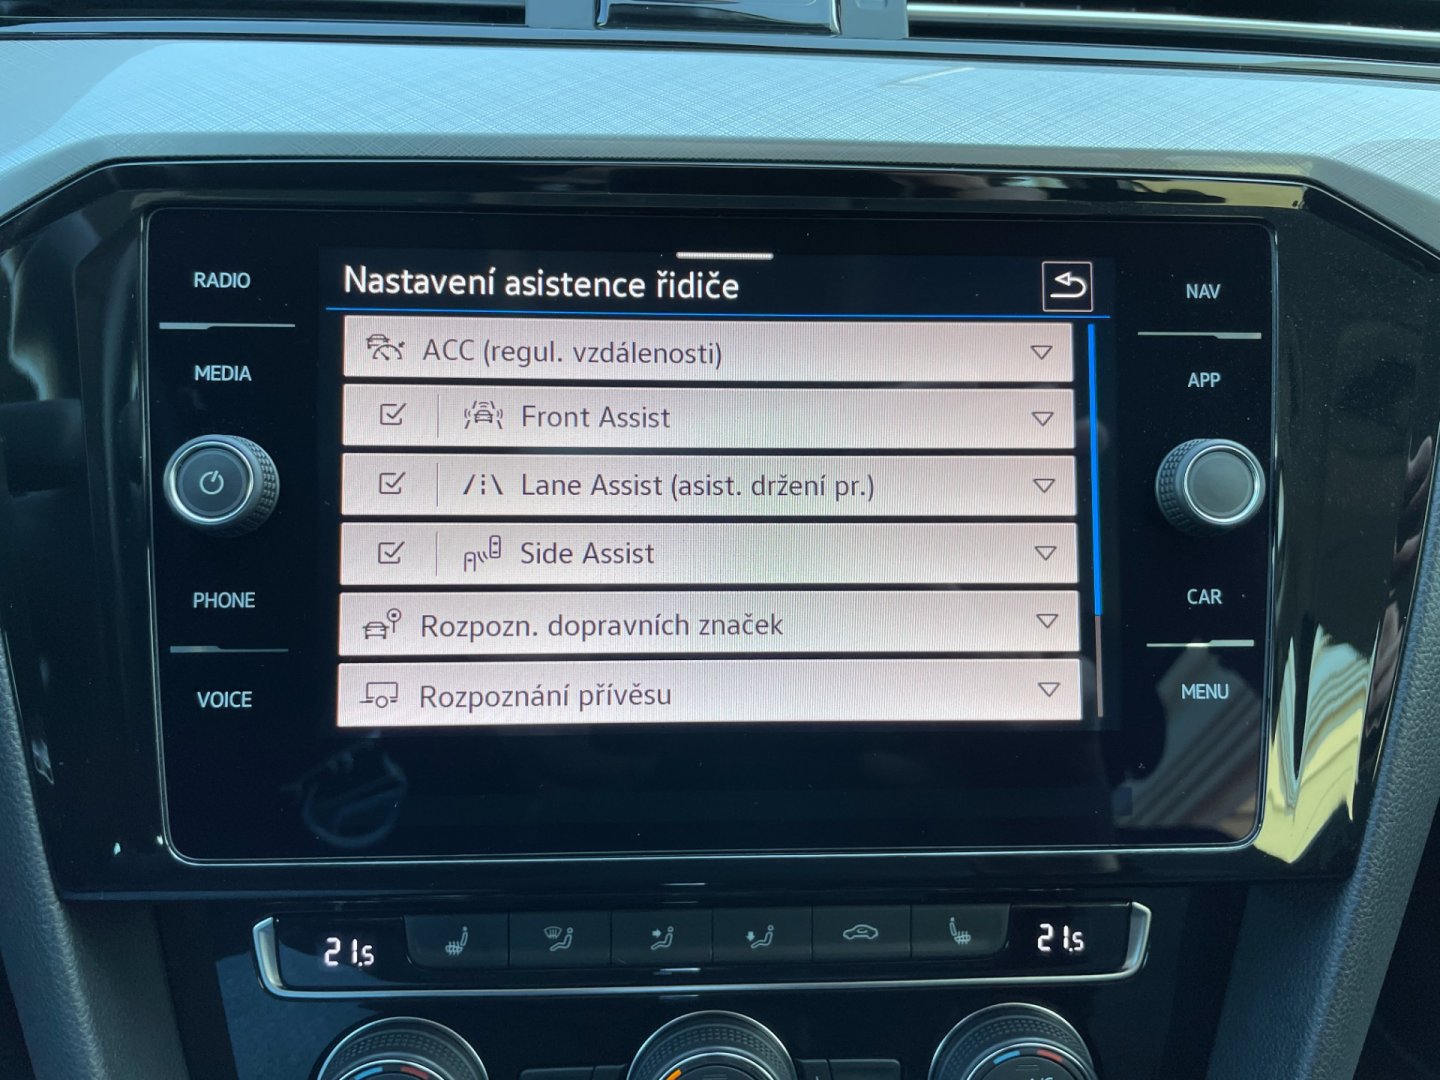 RADIO
MEDIA
PHONE
VOICE
Nastavení asistence řidiče
ACC (regul. vzdálenosti)
Front Assist
Lane Assist (asist. držení pr.)
Side Assist
Rozpozn. dopravních značek
Rozpoznání přívěsu
NAV
APP
CAR
MENU
21.5
21.5